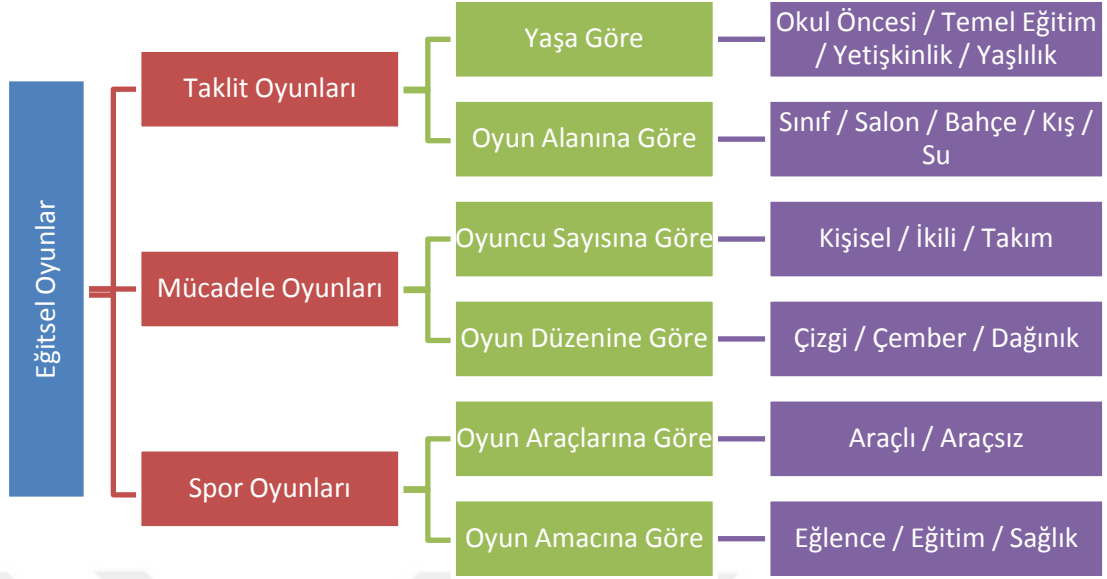 Eğitsel Oyunlar
Taklit Oyunları
Yaşa Göre
Okul Öncesi / Temel Eğitim
/ Yetişkinlik / Yaşlılık
Oyun Alanına Göre
Sınıf / Salon / Bahçe / Kış /
Su
Mücadele Oyunları
Oyuncu Sayısına Göre
Kişisel / İkili / Takım
Oyun Düzenine Göre
Çizgi / Çember / Dağınık
Spor Oyunları
Oyun Araçlarına Göre
Araçlı / Araçsız
Oyun Amacına Göre
Eğlence / Eğitim / Sağlık